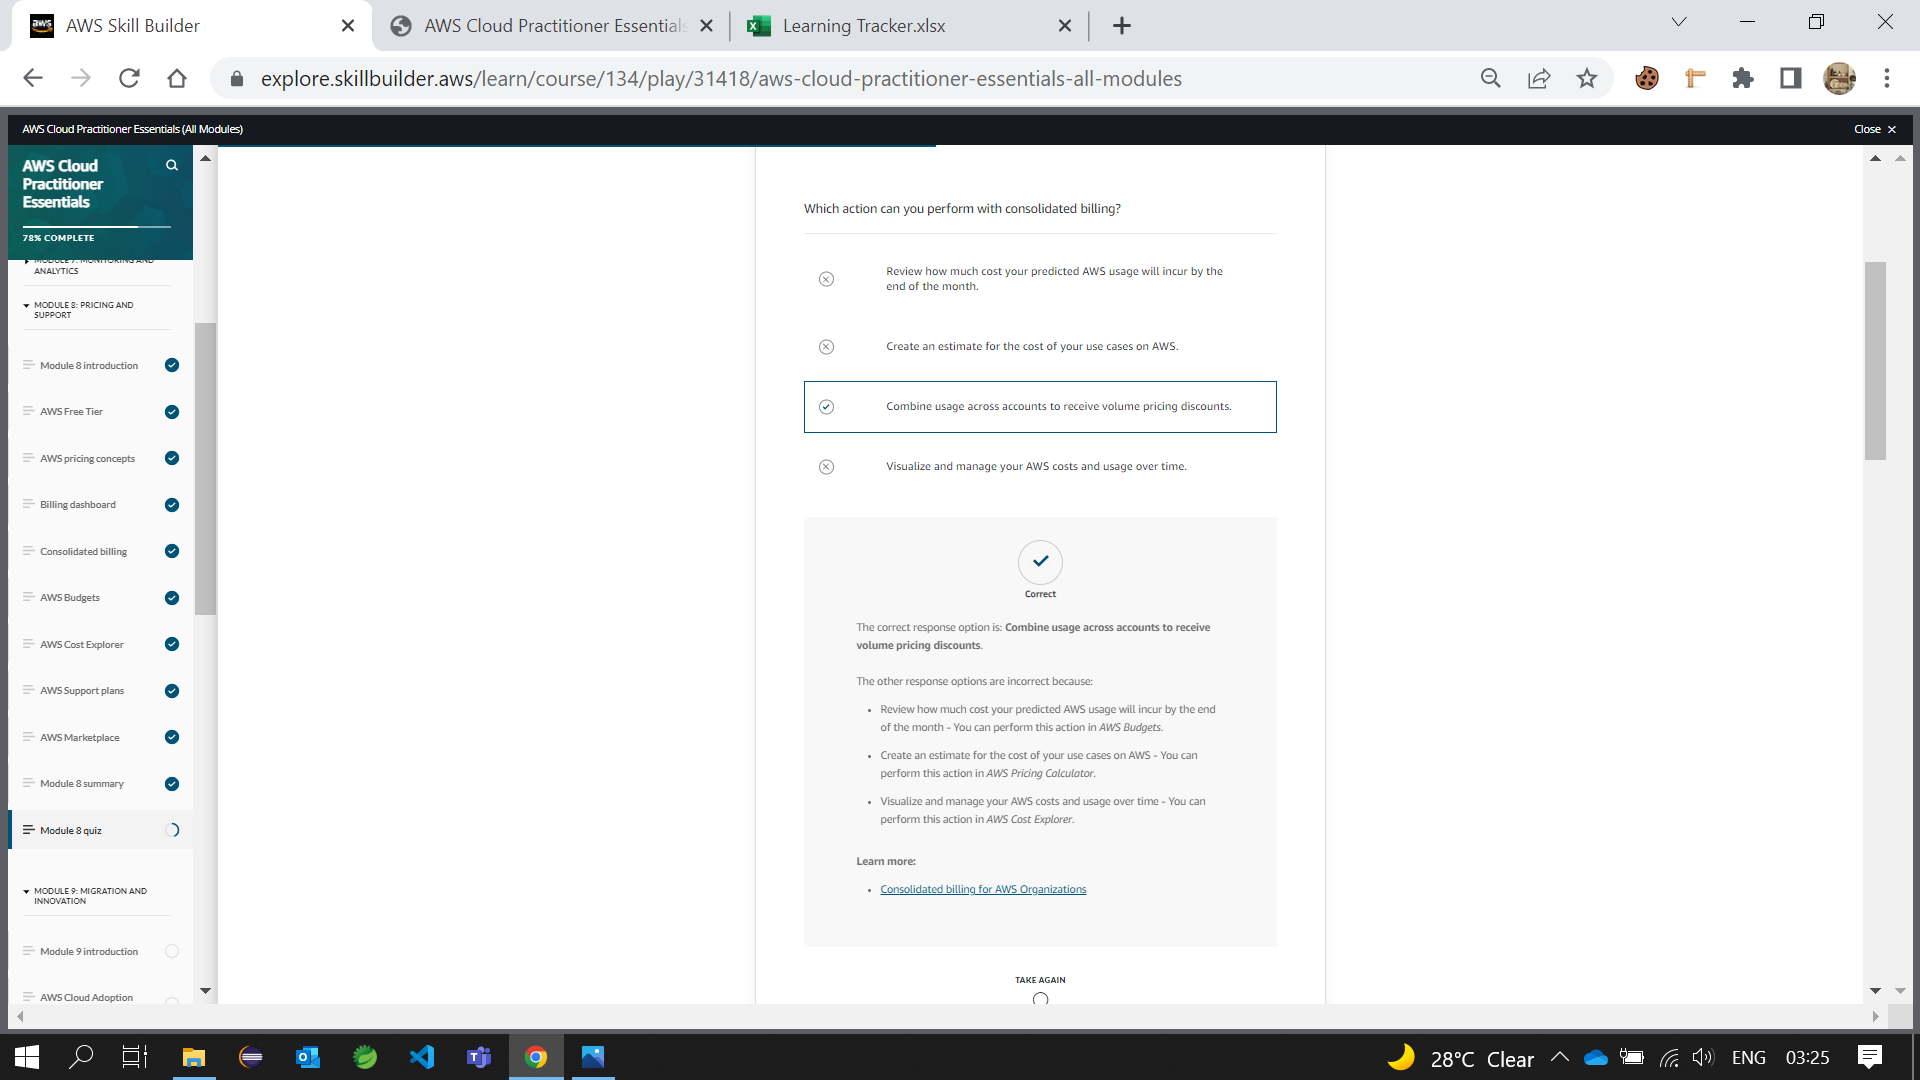 AWS Skill Builder
AWS Cloud Practitioner Essentials
Learning Tracker.xlsx
explore.skillbuilder.aws/learn/course/134/play/31418/aws-cloud-practitioner-essentials-all-modules
AWS Cloud Practitioner Essentials (All Modules)
Close
AWS Cloud
Practitioner
Essentials
78% COMPLETE
MODULE 7: MONITORING AND
ANALYTICS
MODULE 8: PRICING AND
SUPPORT
Module 8 introduction
AWS Free Tier
AWS pricing concepts
Billing dashboard
Consolidated billing
AWS Budgets
AWS Cost Explorer
AWS Support plans
AWS Marketplace
Module 8 summary
Module 8 quiz
MODULE 9: MIGRATION AND
INNOVATION
Module 9 introduction
AWS Cloud Adoption
Which action can you perform with consolidated billing?
Review how much cost your predicted AWS usage will incur by the
end of the month.
Create an estimate for the cost of your use cases on AWS.
Combine usage across accounts to receive volume pricing discounts.
Visualize and manage your AWS costs and usage over time.
Correct
The correct response option is: Combine usage across accounts to receive
volume pricing discounts.
The other response options are incorrect because:
• Review how much cost your predicted AWS usage will incur by the end
of the month - You can perform this action in AWS Budgets.
• Create an estimate for the cost of your use cases on AWS - You can
perform this action in AWS Pricing Calculator.
• Visualize and manage your AWS costs and usage over time - You can
perform this action in AWS Cost Explorer.
Learn more:
• Consolidated billing for AWS Organizations
TAKE AGAIN
28°C Clear
ENG
03:25